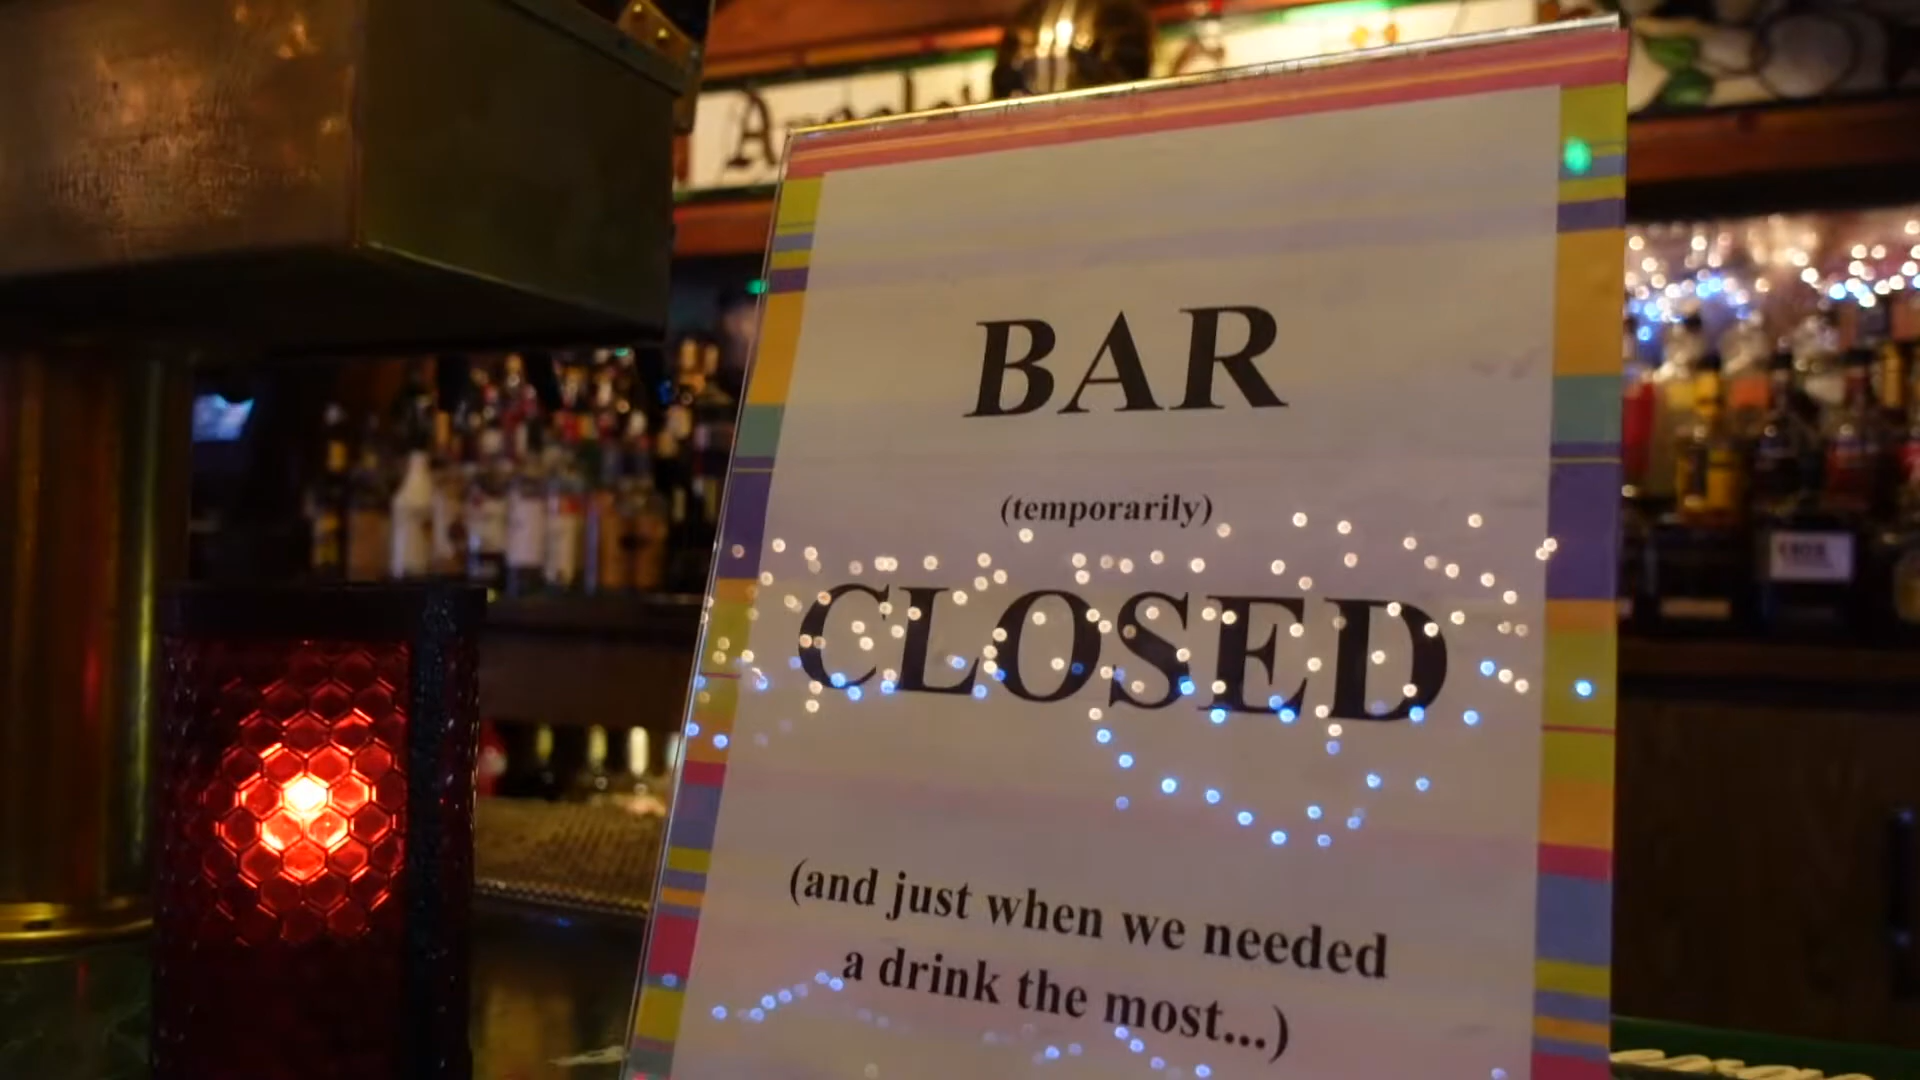 BAR
(temporarily)
CLOSED
(and just when we needed
a drink the most...)